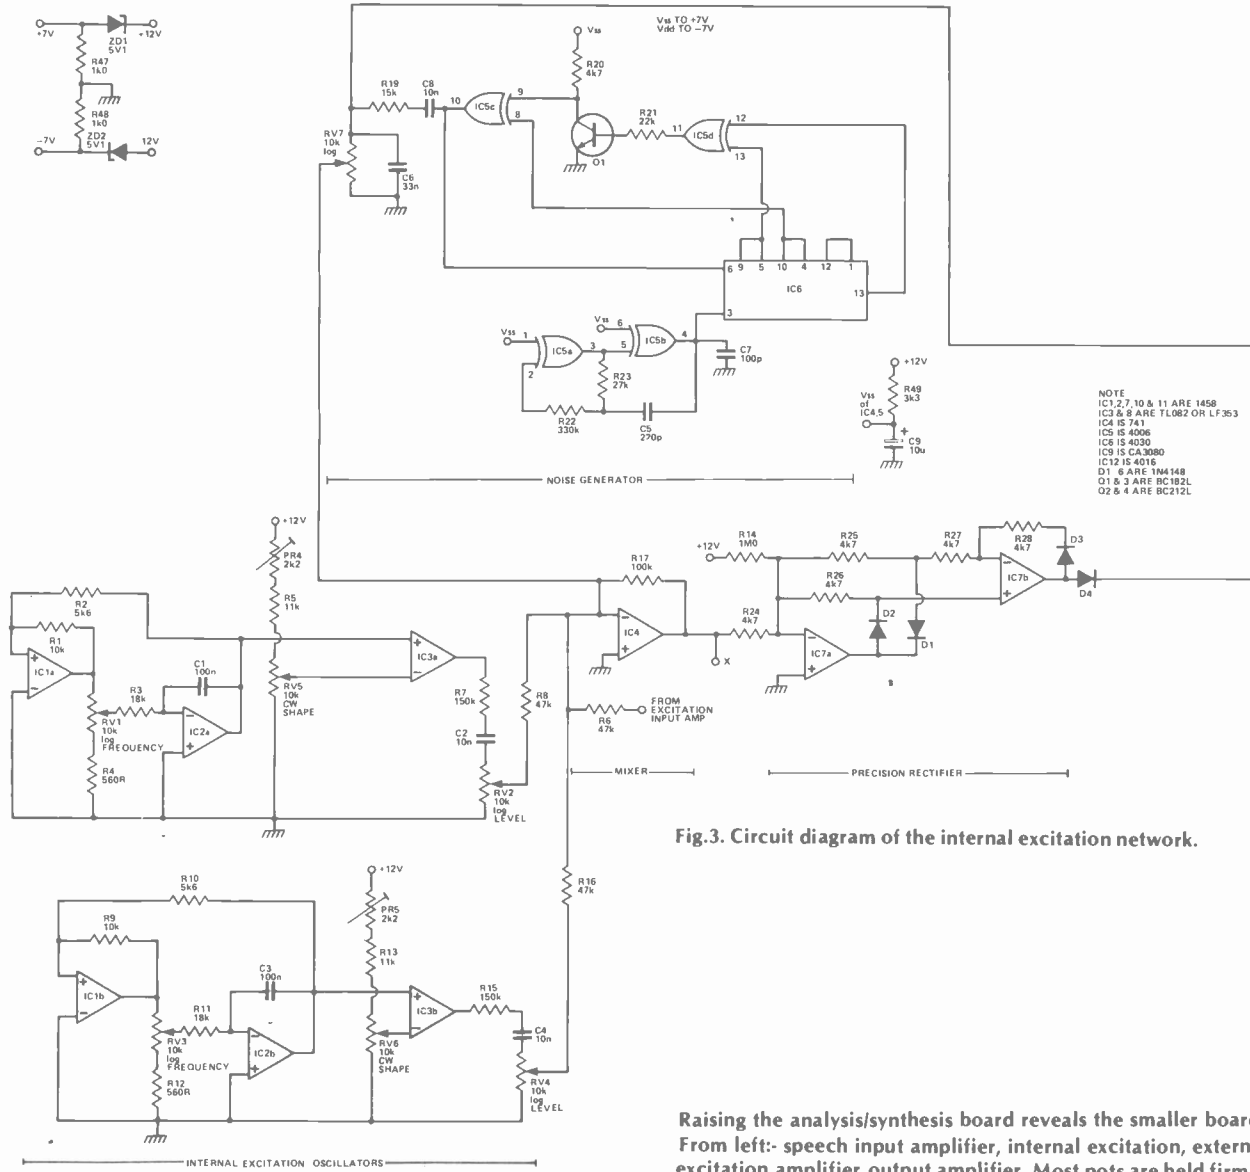 +7V
ZD1
5V1
+12V
R47
1k0
R48
1k0
ZD2
5V1
-7V
12V
Vss
Vss TO +7V
Vdd TO -7V
R20
4k7
R19
15k
C8
10n
10
IC5c
9
8
R21
22k
11
IC5d
12
13
Q1
RV7
10k
log
C6
33n
9
5
10
4
12
1
6
IC6
13
3
Vss
1
IC5a
2
3
Vss
6
5
IC5b
4
C7
100p
R23
27k
R22
330k
C5
270p
+12V
R49
3k3
Vss
of
IC4,5
+
C9
10u
NOISE GENERATOR
NOTE
IC1,2,7,10 & 11 ARE 1458
IC3 & 8 ARE TL082 OR LF353
IC4 IS 741
IC5 IS 4006
IC6 IS 4030
IC9 IS CA3080
IC12 IS 4016
D1 6 ARE 1N4148
Q1 & 3 ARE BC182L
Q2 & 4 ARE BC212L
R2
5k6
R1
10k
IC1a
R3
18k
C1
100n
RV1
10k
log
FREQUENCY
IC2a
R4
560R
+12V
PR4
2k2
R5
11k
RV5
10k
CW
SHAPE
IC3a
R7
150k
C2
10n
RV2
10k
log
LEVEL
R8
47k
R17
100k
IC4
X
R6
47k
FROM
EXCITATION
INPUT AMP
MIXER
+12V
R14
1M0
R25
4k7
R26
4k7
R24
4k7
IC7a
D2
D1
R27
4k7
R28
4k7
D3
IC7b
D4
PRECISION RECTIFIER
Fig.3. Circuit diagram of the internal excitation network.
R10
5k6
R9
10k
IC1b
R11
18k
C3
100n
RV3
10k
log
FREQUENCY
IC2b
R12
560R
+12V
PR5
2k2
R13
11k
RV6
10k
CW
SHAPE
IC3b
R15
150k
C4
10n
RV4
10k
log
LEVEL
R16
47k
INTERNAL EXCITATION OSCILLATORS
Raising the analysis/synthesis board reveals the smaller boar
From left:- speech input amplifier, internal excitation, extern
excitation amplifier output amplifier. Most pots are held firm